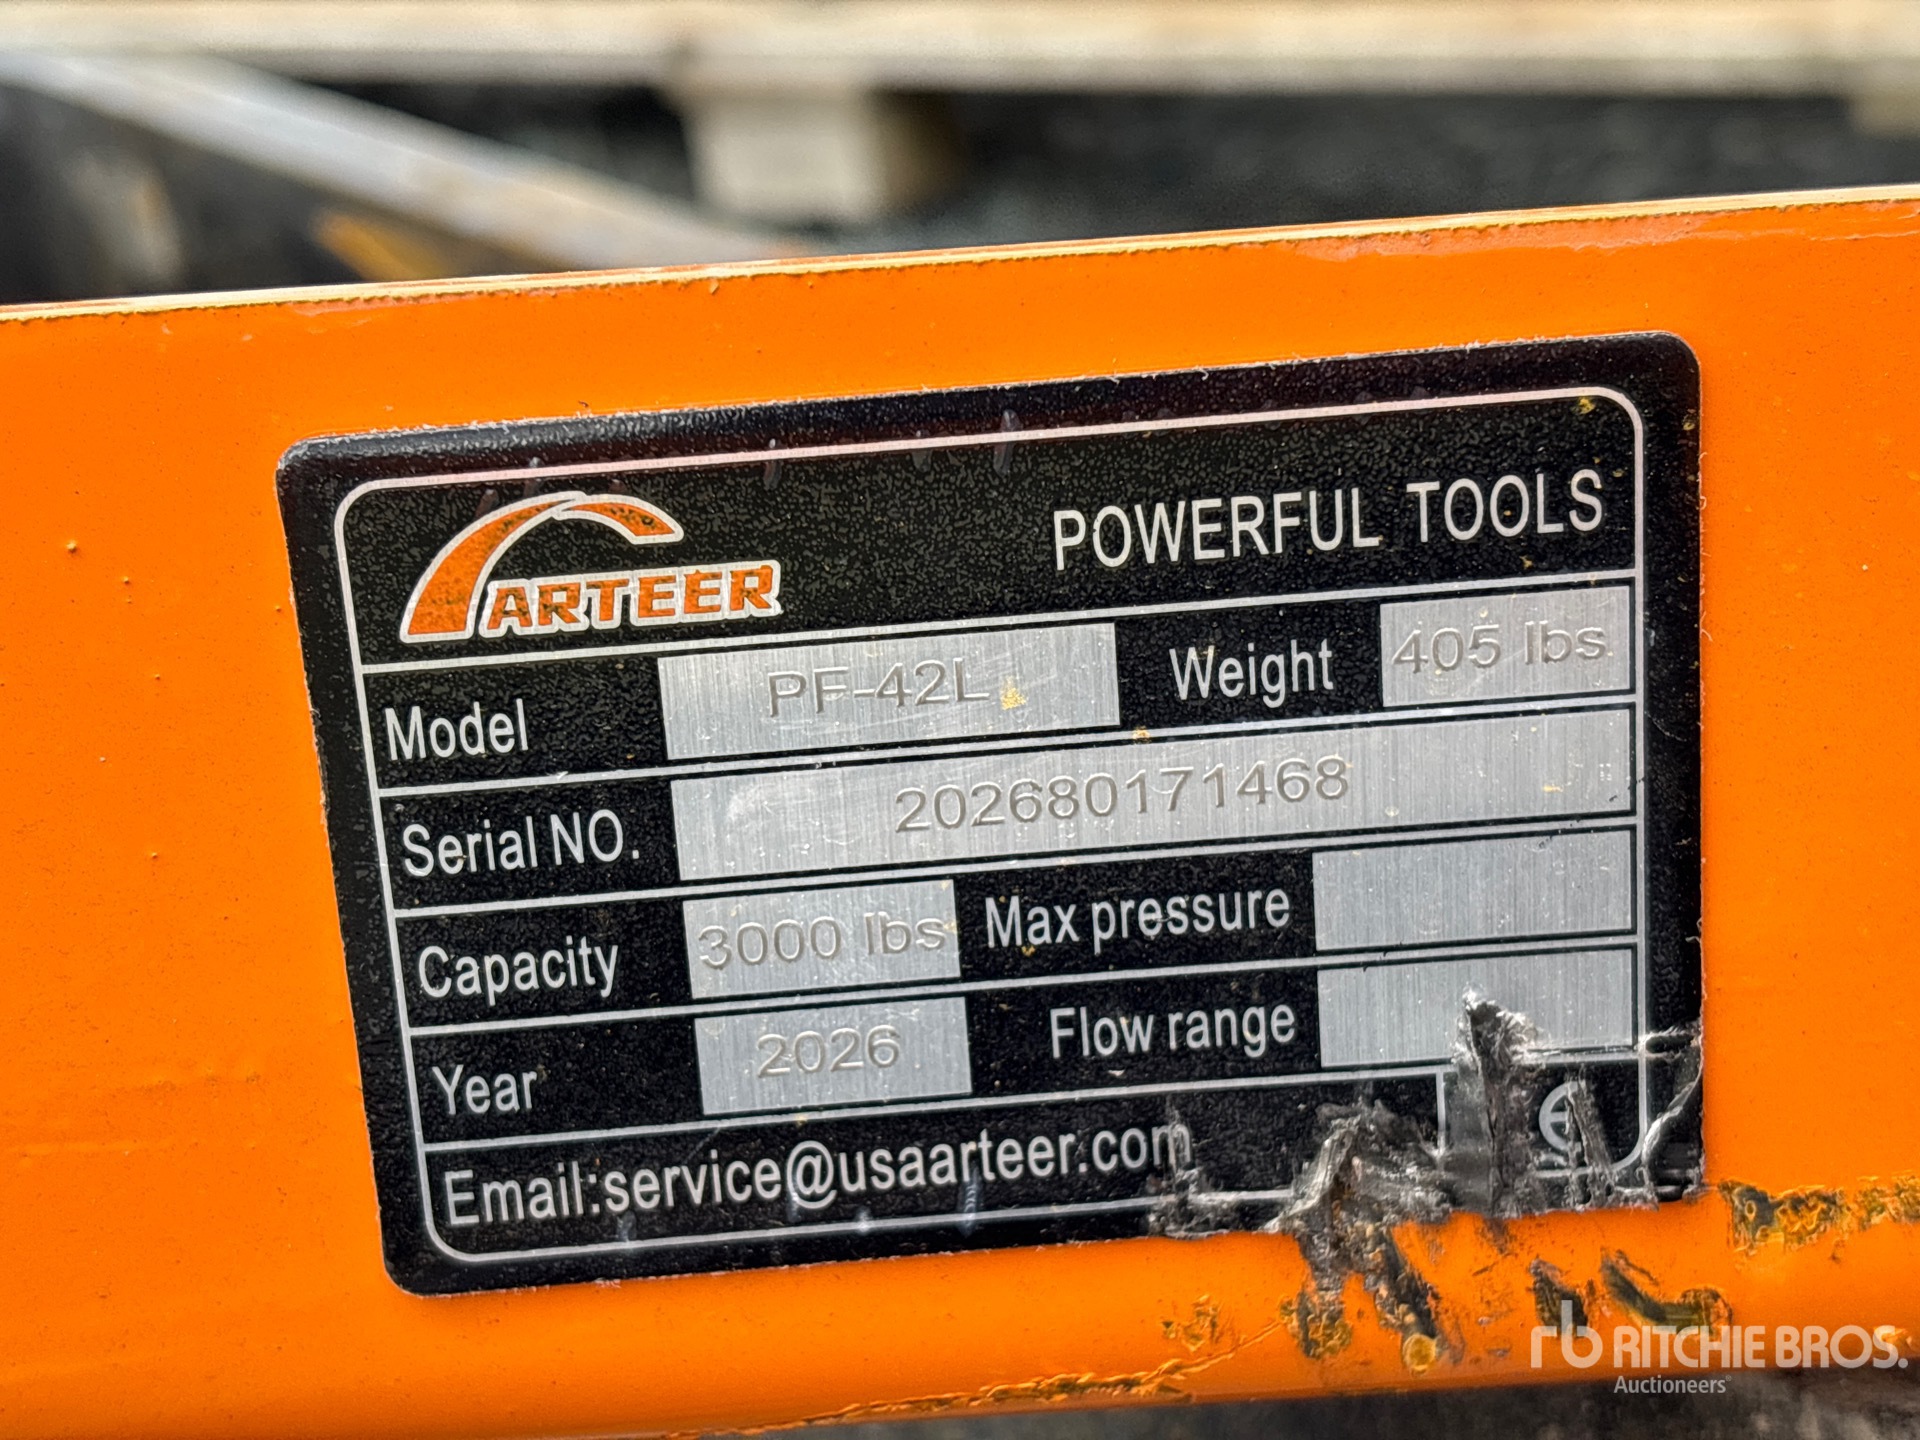 ARTEER
POWERFUL TOOLS
Model PF-42L Weight 405 lbs
Serial NO. 202680171468
Capacity 3000 lbs Max pressure
Year 2026 Flow range
Email:service@usaarteer.com
rb RITCHIE BROS.
Auctioneers